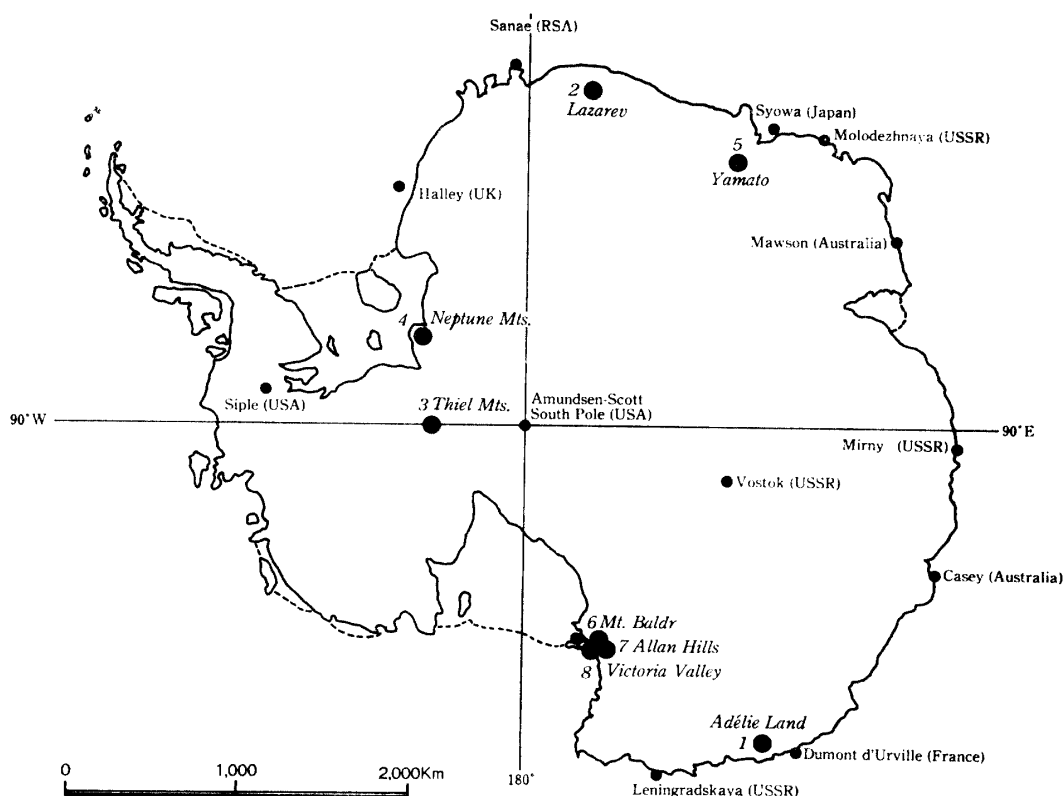 Sanae (RSA)
2
Lazarev
Syowa (Japan)
Molodezhnaya (USSR)
5
Yamato
Halley (UK)
Mawson (Australia)
4 Neptune Mts.
Siple (USA)
3 Thiel Mts.
Amundsen-Scott
South Pole (USA)
90°W
90°E
Mirny (USSR)
Vostok (USSR)
Casey (Australia)
6 Mt. Baldr
7 Allan Hills
8 Victoria Valley
Adélie Land
1
Dumont d'Urville (France)
0 1,000 2,000Km
180°
Leningradskaya (USSR)